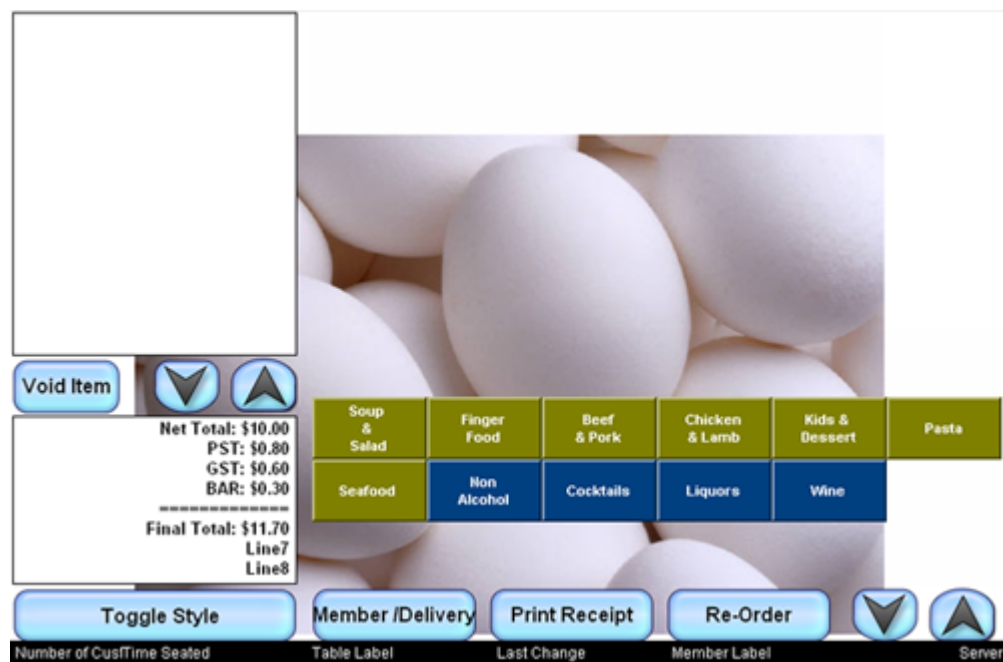 Void Item
Net Total: $10.00
PST: $0.80
GST: $0.60
BAR: $0.30
=============
Final Total: $11.70
Line7
Line8
Soup
&
Salad
Finger
Food
Beef
& Pork
Chicken
& Lamb
Kids &
Dessert
Pasta
Seafood
Non
Alcohol
Cocktails
Liquors
Wine
Toggle Style
Member /Delivery
Print Receipt
Re-Order
Number of Cust
Time Seated
Table Label
Last Change
Member Label
Server